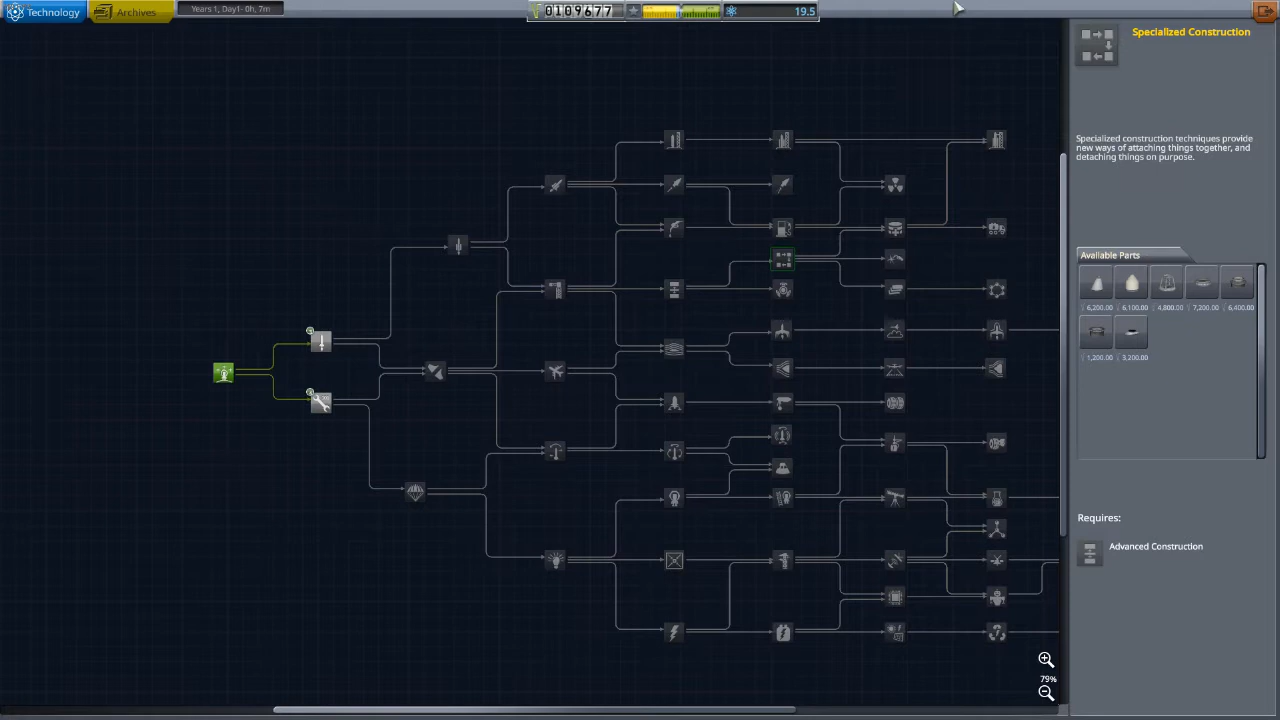 Technology
Archives
Years 1, Day1- 0h, 7m
0109677
19.5
Specialized Construction
Specialized construction techniques provide
new ways of attaching things together, and
detaching things on purpose.
Available Parts
6,200.00 6,100.00 4,800.00 7,200.00 6,400.00
1,200.00 3,200.00
Requires:
Advanced Construction
79%